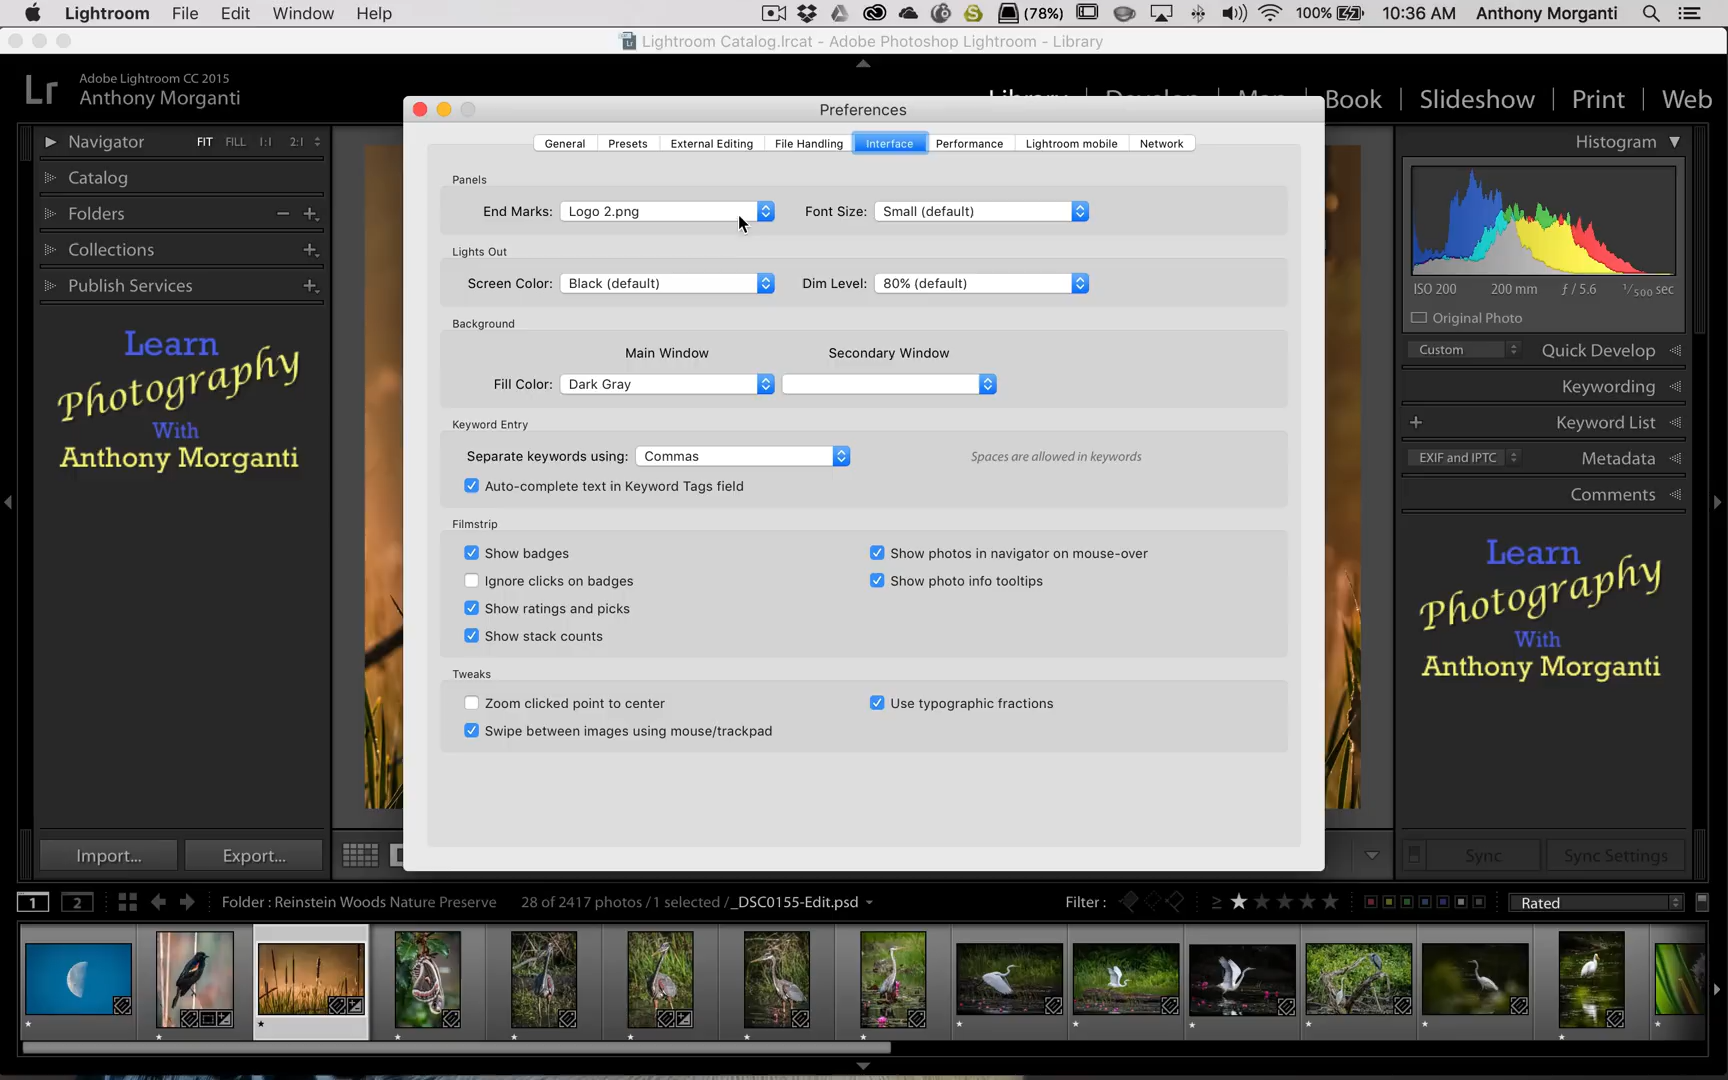 Lightroom File Edit Window Help (78%) 100% 10:36 AM Anthony Morganti
Lightroom Catalog.lrcat - Adobe Photoshop Lightroom - Library
Lr Adobe Lightroom CC 2015
Anthony Morganti
Library | Develop | Map | Book | Slideshow | Print | Web
Preferences
Navigator FIT FILL 1:1 2:1
Catalog
Folders
Collections
Publish Services
Learn
Photography
With
Anthony Morganti
Import... Export...
General Presets External Editing File Handling Interface Performance Lightroom mobile Network
Panels
End Marks: Logo 2.png Font Size: Small (default)
Lights Out
Screen Color: Black (default) Dim Level: 80% (default)
Background
Main Window Secondary Window
Fill Color: Dark Gray
Keyword Entry
Separate keywords using: Commas Spaces are allowed in keywords
Auto-complete text in Keyword Tags field
Filmstrip
Show badges Show photos in navigator on mouse-over
Ignore clicks on badges Show photo info tooltips
Show ratings and picks
Show stack counts
Tweaks
Zoom clicked point to center Use typographic fractions
Swipe between images using mouse/trackpad
Histogram
ISO 200 200 mm ƒ / 5.6 1/500 sec
Original Photo
Custom Quick Develop
Keywording
Keyword List
EXIF and IPTC Metadata
Comments
Learn
Photography
With
Anthony Morganti
Sync Sync Settings
1 2 Folder : Reinstein Woods Nature Preserve 28 of 2417 photos / 1 selected / _DSC0155-Edit.psd Filter : ≥ Rated